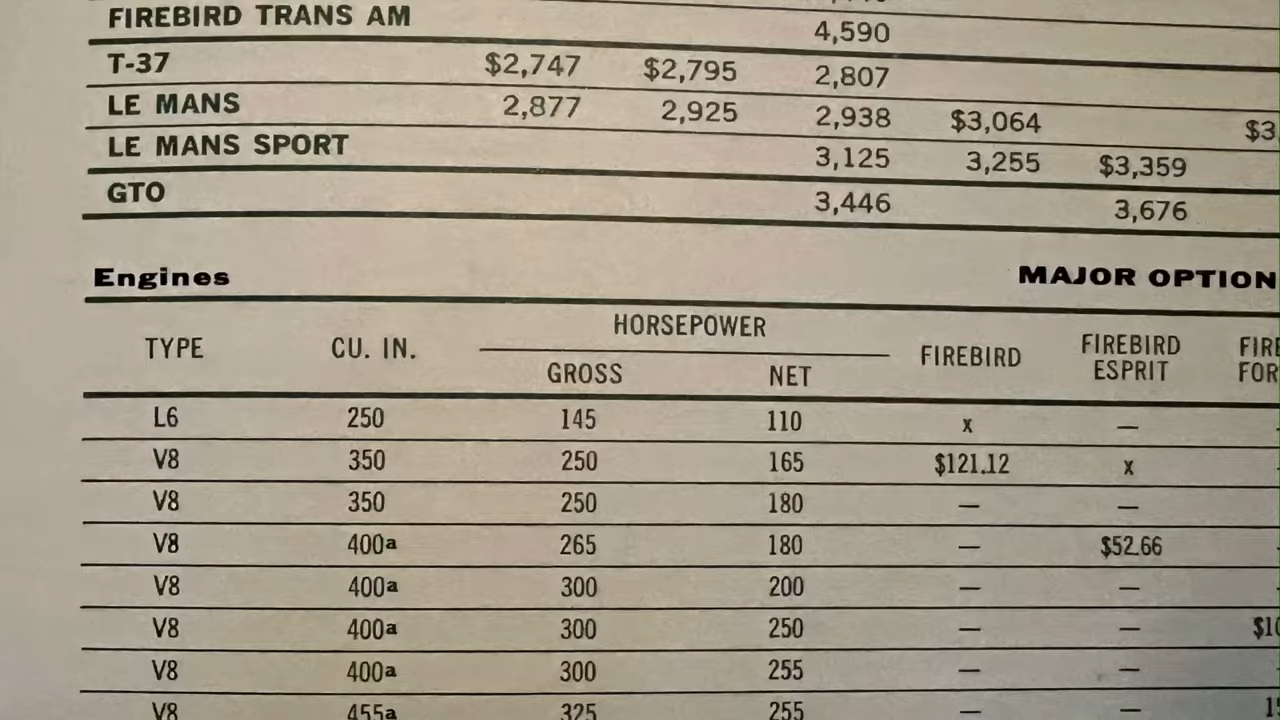 FIREBIRD TRANS AM 4,590
T-37 $2,747 $2,795 2,807
LE MANS 2,877 2,925 2,938 $3,064
LE MANS SPORT 3,125 3,255 $3,359
GTO 3,446 3,676
Engines MAJOR OPTION
HORSEPOWER
TYPE CU. IN. GROSS NET FIREBIRD FIREBIRD ESPRIT
L6 250 145 110 x —
V8 350 250 165 $121.12 x
V8 350 250 180 — —
V8 400a 265 180 — $52.66
V8 400a 300 200 — —
V8 400a 300 250 — —
V8 400a 300 255 — —
V8 455a 325 255 — —